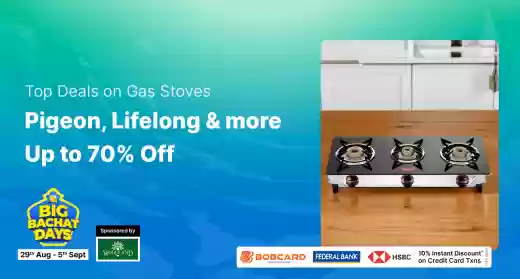 Top Deals on Gas Stoves
Pigeon, Lifelong & more
Up to 70% Off
BIG
BACHAT
DAYS
29th Aug - 5th Sept
Sponsored by
BOBCARD
FEDERAL BANK
HSBC
10% Instant Discount*
on Credit Card Txns